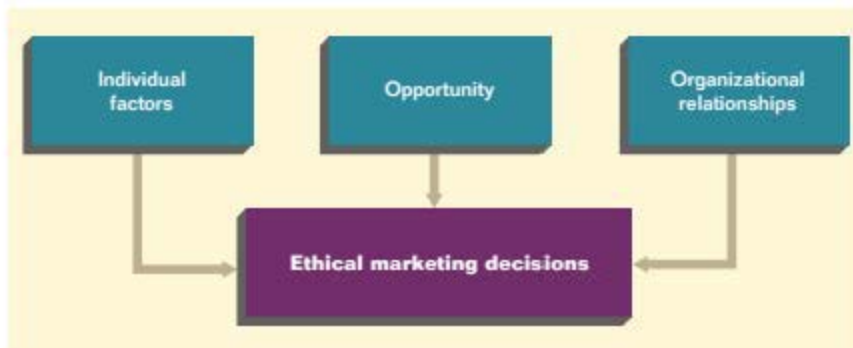 Individual
factors
Opportunity
Organizational
relationships
Ethical marketing decisions